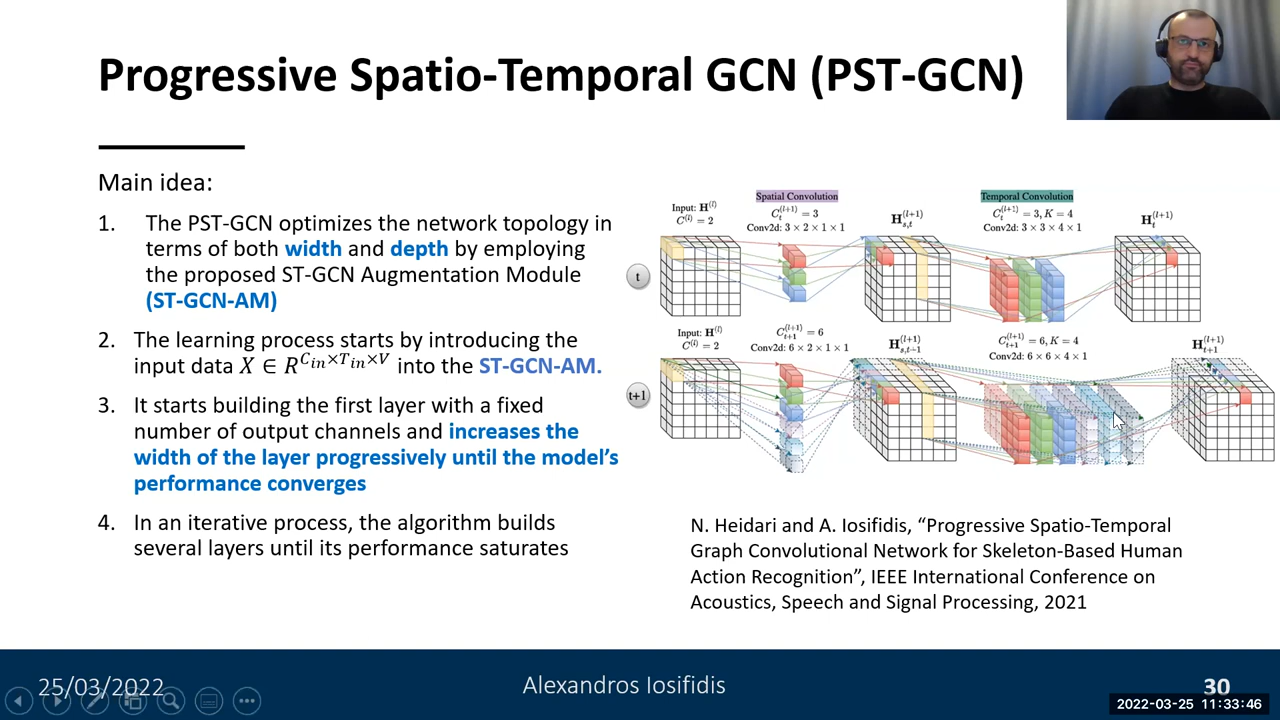 Progressive Spatio-Temporal GCN (PST-GCN)
Main idea:
1. The PST-GCN optimizes the network topology in
terms of both width and depth by employing
the proposed ST-GCN Augmentation Module
(ST-GCN-AM)
2. The learning process starts by introducing the
input data X ∈ R^{C_{in}×T_{in}×V} into the ST-GCN-AM.
3. It starts building the first layer with a fixed
number of output channels and increases the
width of the layer progressively until the model's
performance converges
4. In an iterative process, the algorithm builds
several layers until its performance saturates
Input: H^{(l)}
C^{(l)} = 2
Spatial Convolution
C_t^{(l+1)} = 3
Conv2d: 3 × 2 × 1 × 1
H_{s,t}^{(l+1)}
Temporal Convolution
C_t^{(l+1)} = 3, K = 4
Conv2d: 3 × 3 × 4 × 1
H_t^{(l+1)}
t
Input: H^{(l)}
C^{(l)} = 2
C_{t+1}^{(l+1)} = 6
Conv2d: 6 × 2 × 1 × 1
H_{s,t+1}^{(l+1)}
C_{t+1}^{(l+1)} = 6, K = 4
Conv2d: 6 × 6 × 4 × 1
H_{t+1}^{(l+1)}
t+1
N. Heidari and A. Iosifidis, “Progressive Spatio-Temporal
Graph Convolutional Network for Skeleton-Based Human
Action Recognition”, IEEE International Conference on
Acoustics, Speech and Signal Processing, 2021
25/03/2022
Alexandros Iosifidis
30
2022-03-25 11:33:46